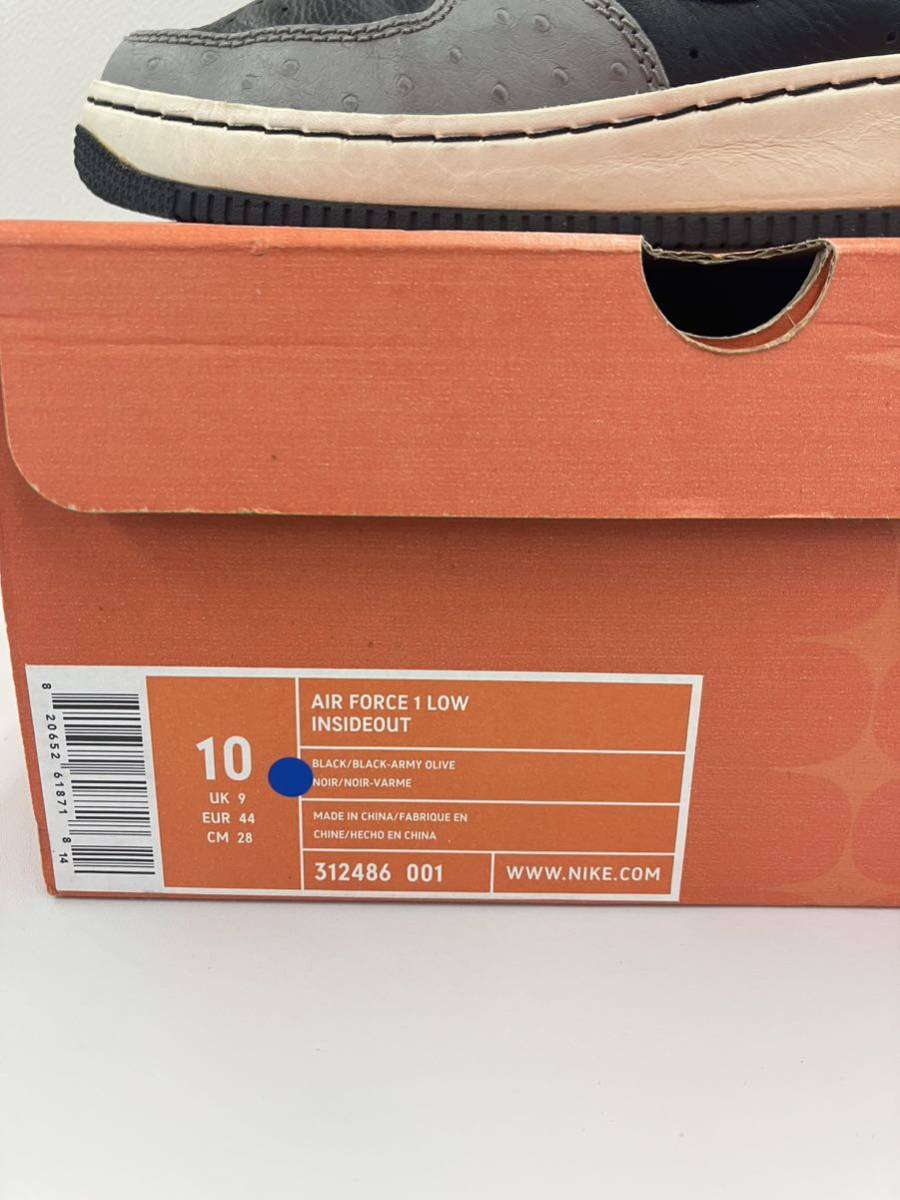 8 20652 61871 8 14
10
UK 9
EUR 44
CM 28
AIR FORCE 1 LOW
INSIDEOUT
BLACK/BLACK-ARMY OLIVE
NOIR/NOIR-VARME
MADE IN CHINA/FABRIQUE EN
CHINE/HECHO EN CHINA
312486 001
WWW.NIKE.COM